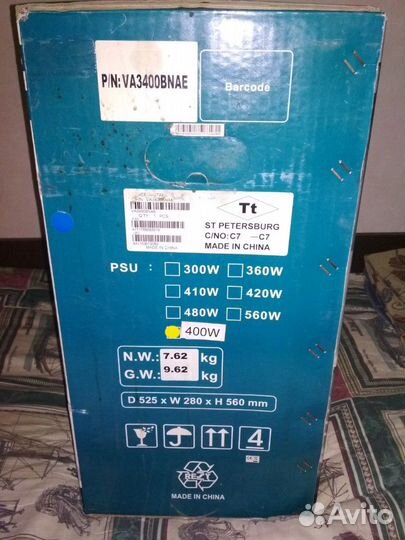 P/N: VA3400BNAE
Barcode
Tt
ST PETERSBURG
C/NO: C7 —C7
MADE IN CHINA
PSU :
300W 360W
410W 420W
480W 560W
400W
N.W.: 7.62 kg
G.W.: 9.62 kg
D 525 x W 280 x H 560 mm
4
RESY
MADE IN CHINA
Avito